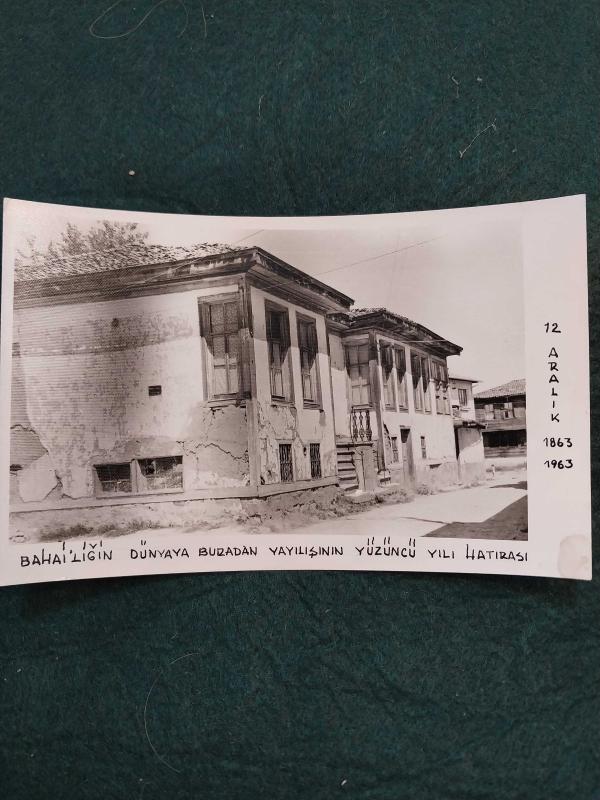 12
ARALIK
1863
1963
BAHAİ'LİĞİN DÜNYAYA BURADAN YAYILIŞININ YÜZÜNCÜ YILI HATIRASI